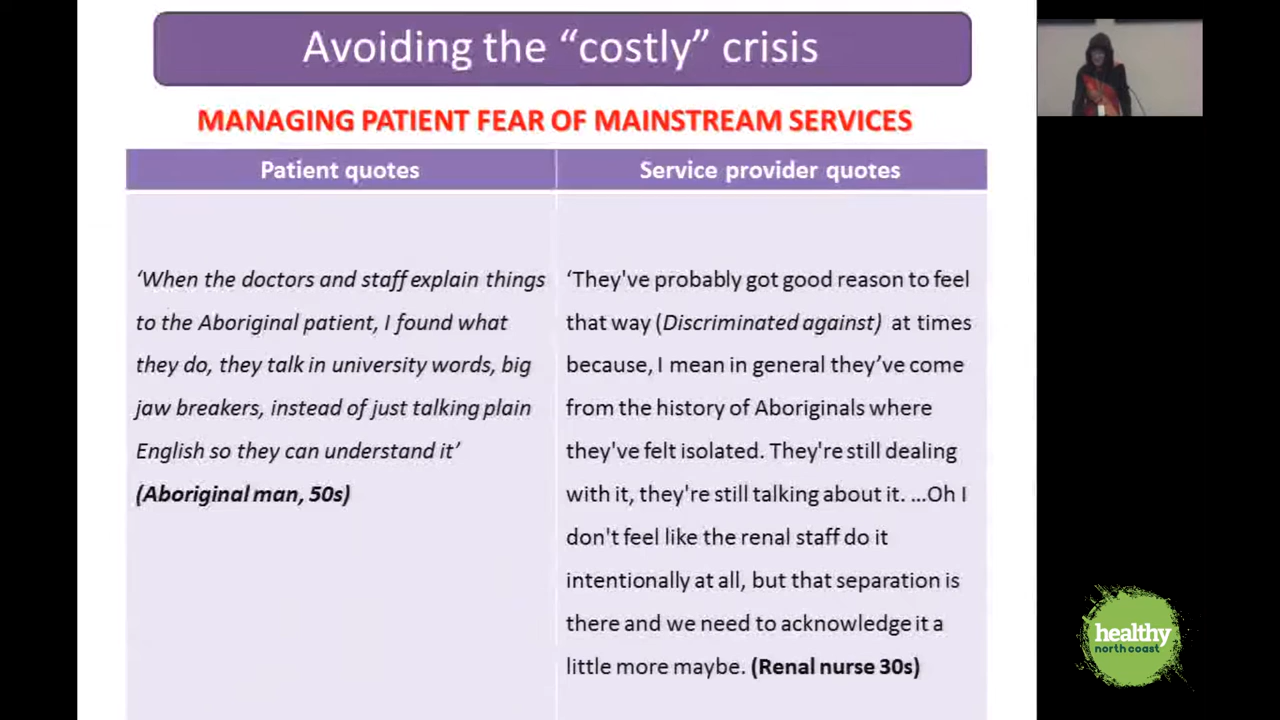 Avoiding the “costly” crisis
MANAGING PATIENT FEAR OF MAINSTREAM SERVICES
Patient quotes
Service provider quotes
‘When the doctors and staff explain things
to the Aboriginal patient, I found what
they do, they talk in university words, big
jaw breakers, instead of just talking plain
English so they can understand it’
(Aboriginal man, 50s)
‘They've probably got good reason to feel
that way (Discriminated against) at times
because, I mean in general they’ve come
from the history of Aboriginals where
they've felt isolated. They're still dealing
with it, they're still talking about it. ...Oh I
don't feel like the renal staff do it
intentionally at all, but that separation is
there and we need to acknowledge it a
little more maybe. (Renal nurse 30s)
healthy
north coast